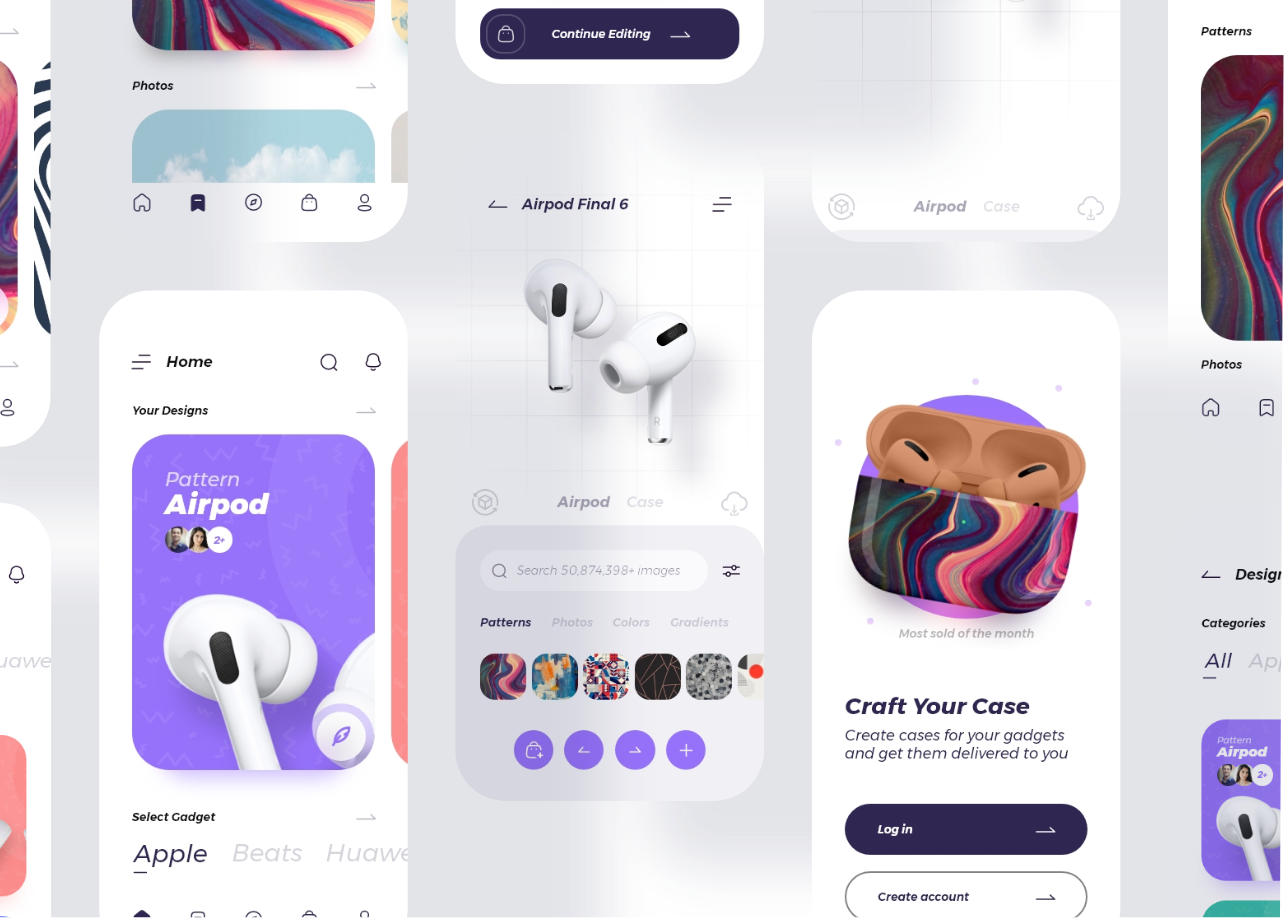 Photos
Home
Your Designs
Pattern
Airpod
2+
Select Gadget
Apple Beats Huawe
Continue Editing
Airpod Final 6
R
Airpod Case
Search 50,874,398+ images
Patterns Photos Colors Gradients
Airpod Case
Most sold of the month
Craft Your Case
Create cases for your gadgets
and get them delivered to you
Log in
Create account
Patterns
Photos
Design
Categories
All Ap
Pattern
Airpod
2+
uawe